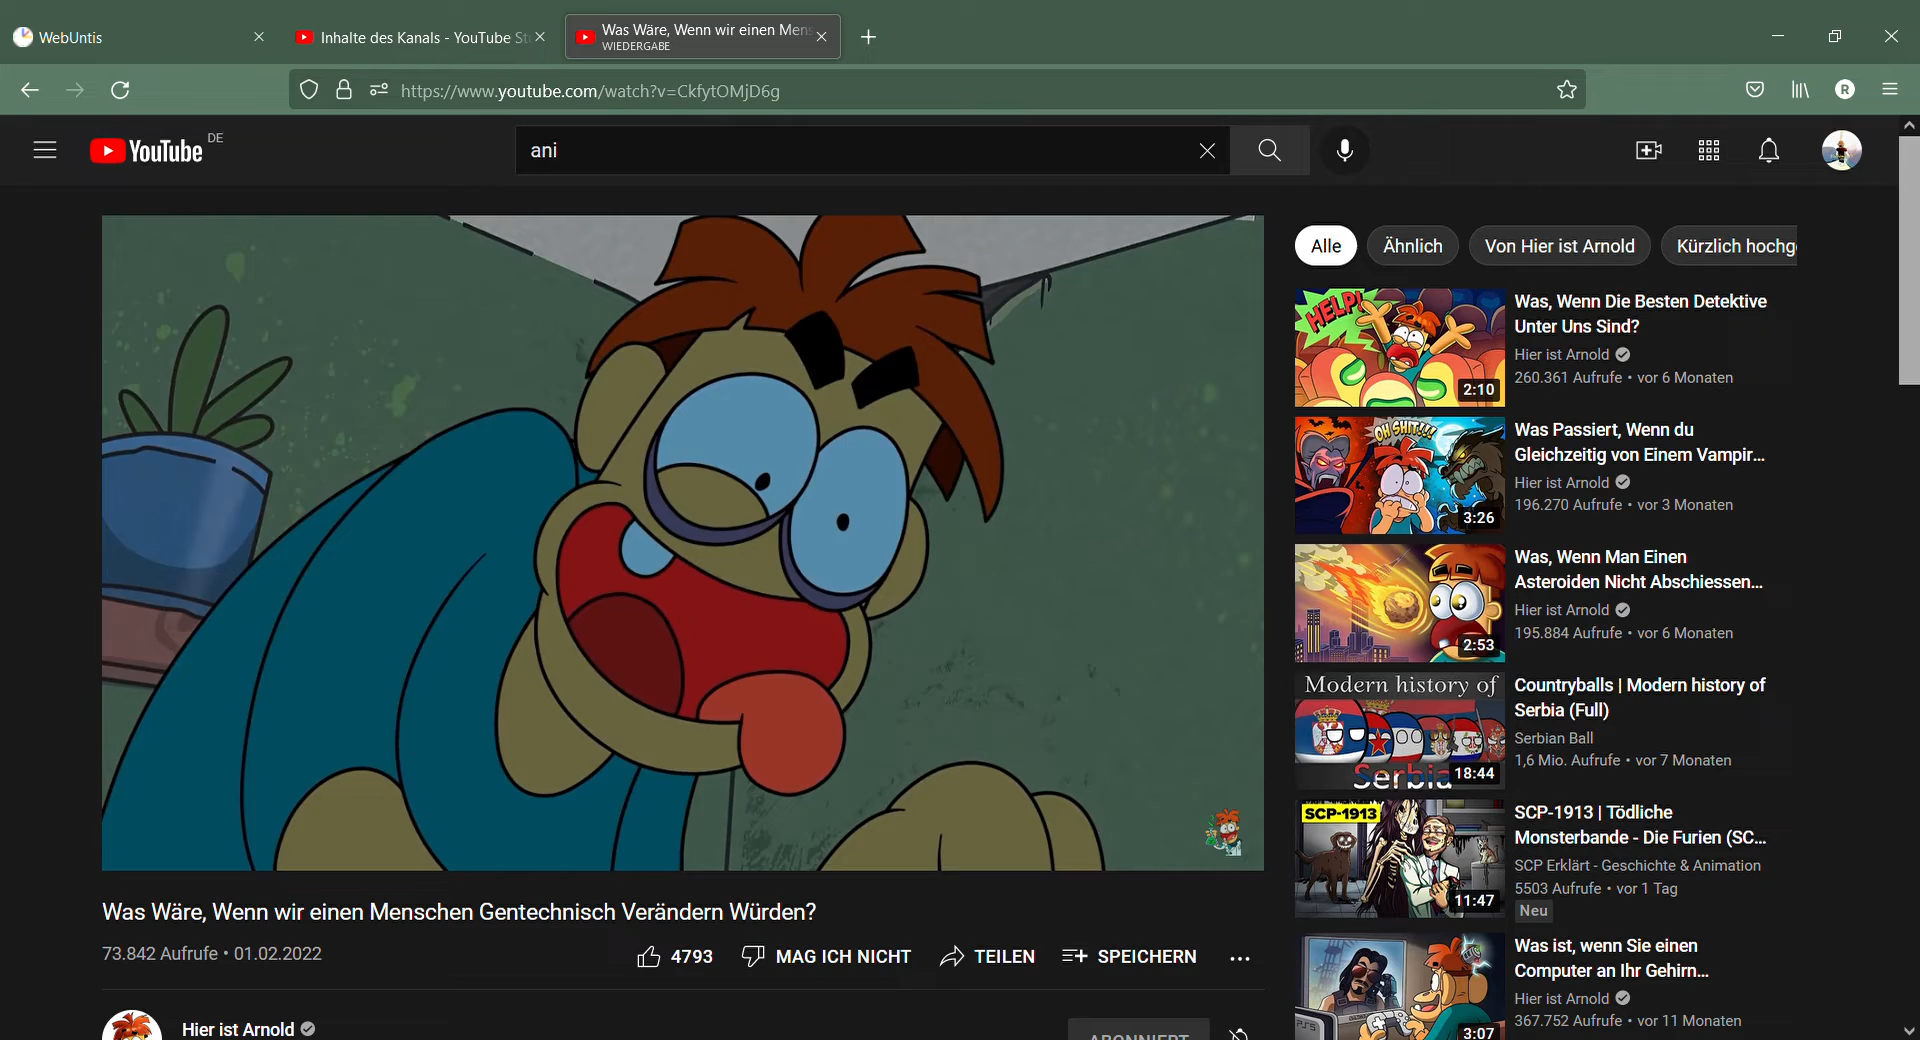 WebUntis
Inhalte des Kanals - YouTube St
Was Wäre, Wenn wir einen Mens
WIEDERGABE
https://www.youtube.com/watch?v=CkfytOMjD6g
R
YouTube DE
ani
Alle
Ähnlich
Von Hier ist Arnold
Kürzlich hochg
HELP!
2:10
Was, Wenn Die Besten Detektive
Unter Uns Sind?
Hier ist Arnold
260.361 Aufrufe • vor 6 Monaten
OH SHIT!!!
3:26
Was Passiert, Wenn du
Gleichzeitig von Einem Vampir...
Hier ist Arnold
196.270 Aufrufe • vor 3 Monaten
2:53
Was, Wenn Man Einen
Asteroiden Nicht Abschiessen...
Hier ist Arnold
195.884 Aufrufe • vor 6 Monaten
Modern history of
Serbia
18:44
Countryballs | Modern history of
Serbia (Full)
Serbian Ball
1,6 Mio. Aufrufe • vor 7 Monaten
SCP-1913
11:47
SCP-1913 | Tödliche
Monsterbande - Die Furien (SC...
SCP Erklärt - Geschichte & Animation
5503 Aufrufe • vor 1 Tag
Neu
PS5
3:07
Was ist, wenn Sie einen
Computer an Ihr Gehirn...
Hier ist Arnold
367.752 Aufrufe • vor 11 Monaten
Was Wäre, Wenn wir einen Menschen Gentechnisch Verändern Würden?
73.842 Aufrufe • 01.02.2022
4793
MAG ICH NICHT
TEILEN
SPEICHERN
Hier ist Arnold
ABONNIERT